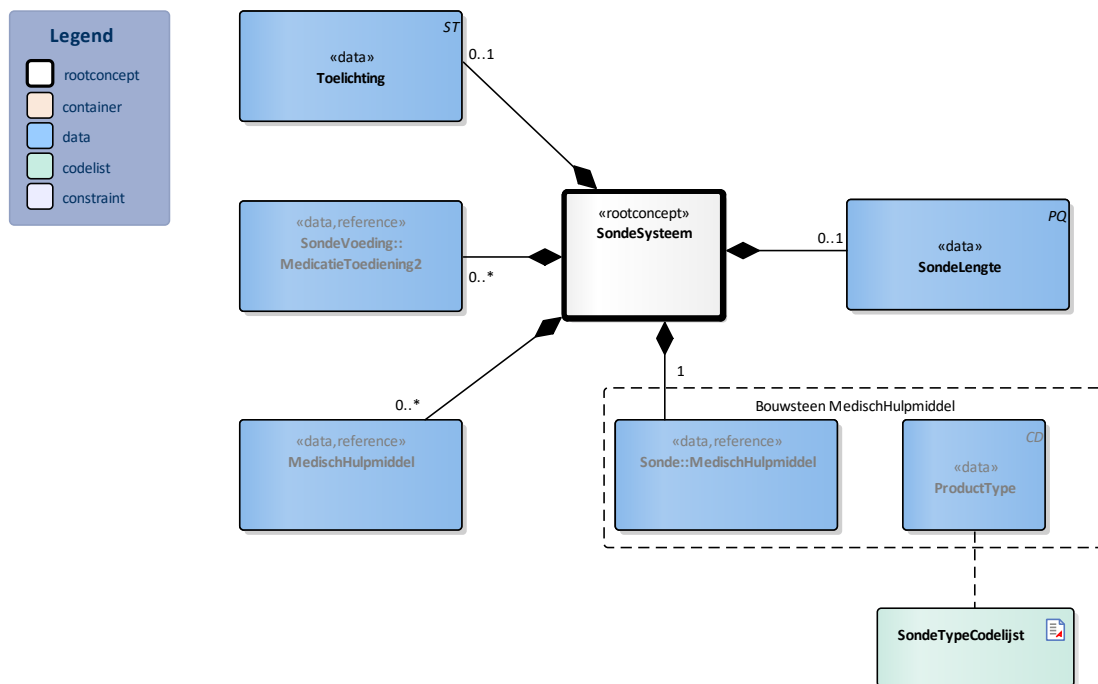 Legend
rootconcept
container
data
codelist
constraint
ST
«data»
Toelichting
0..1
«data,reference»
SondeVoeding::
MedicatieToediening2
0..*
«rootconcept»
SondeSysteem
PQ
«data»
SondeLengte
0..1
0..*
«data,reference»
MedischHulpmiddel
1
Bouwsteen MedischHulpmiddel
«data,reference»
Sonde::MedischHulpmiddel
CD
«data»
ProductType
SondeTypeCodelijst